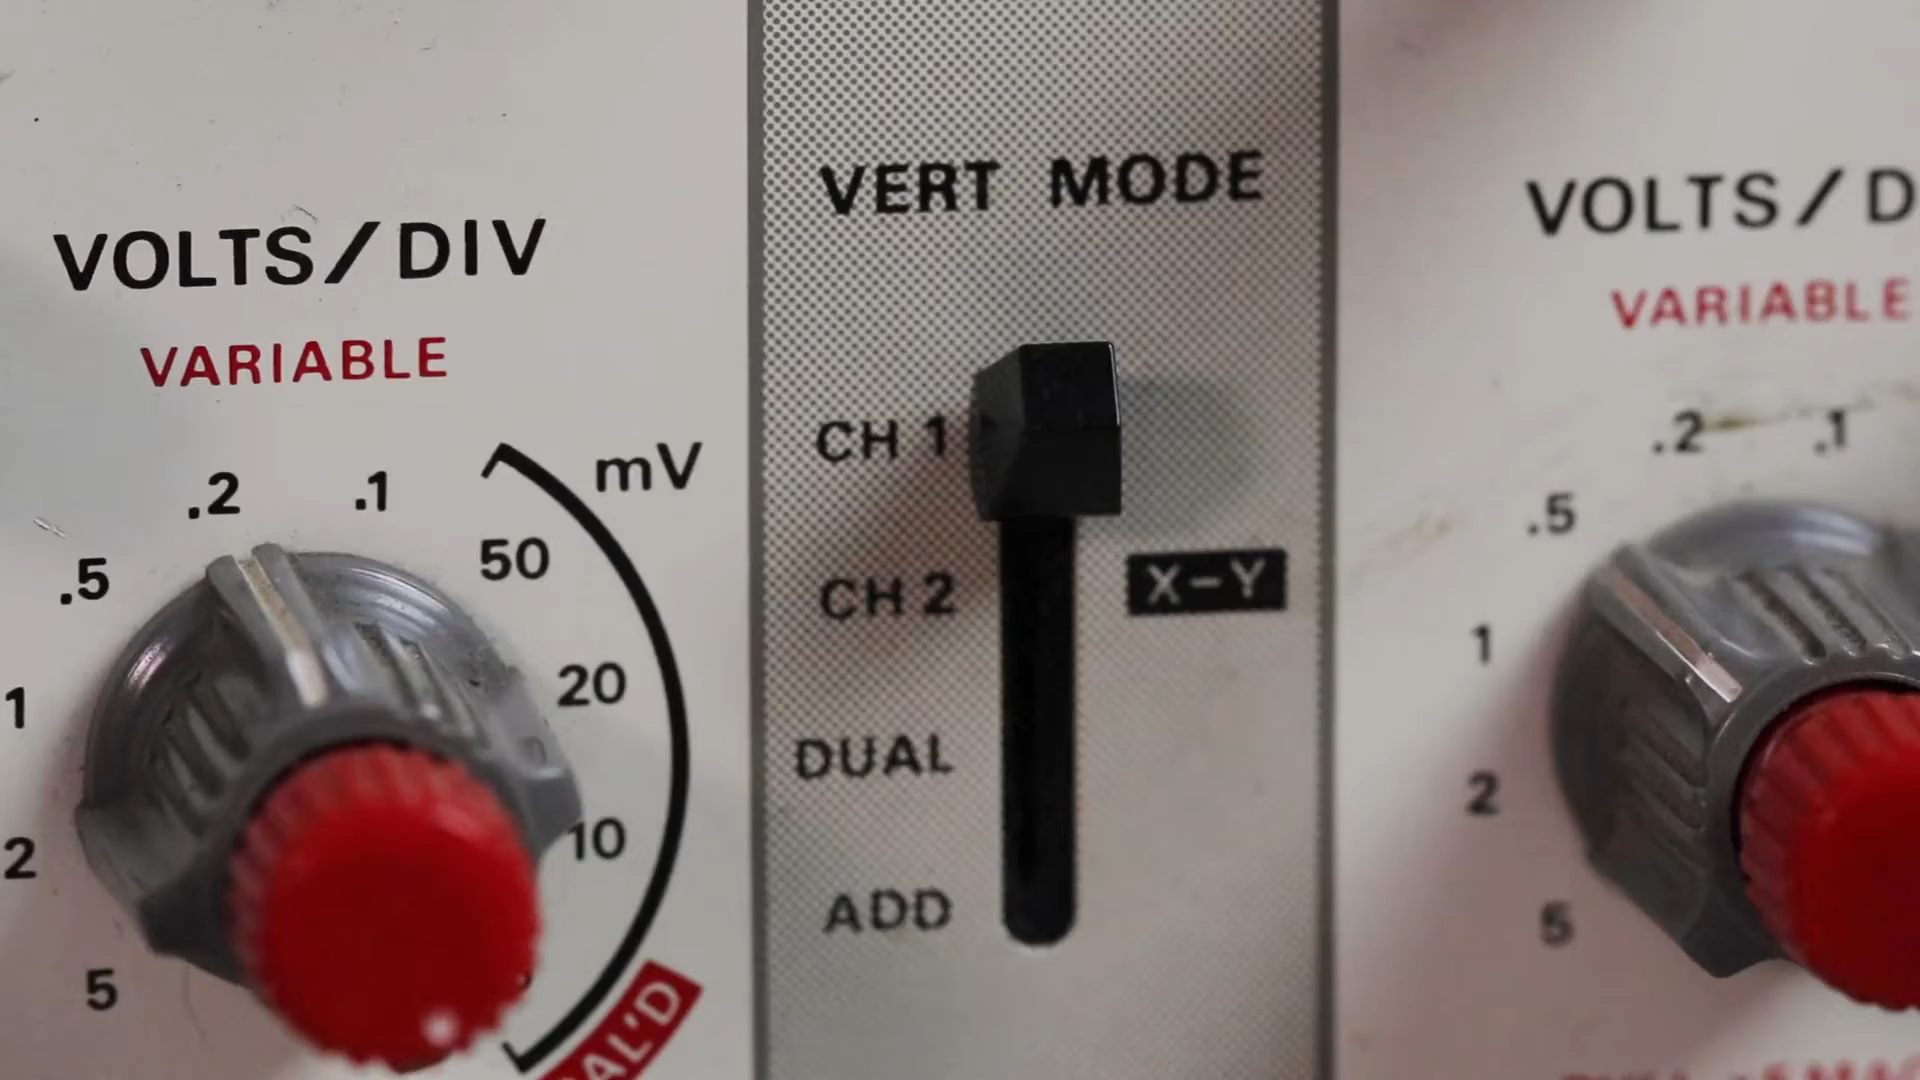 VOLTS/DIV
VARIABLE
.2 .1 mV
.5 50
1 20
2 10
5
VERT MODE
CH 1
CH 2 X-Y
DUAL
ADD
VOLTS/D
VARIABLE
.2 .1
.5
1
2
5